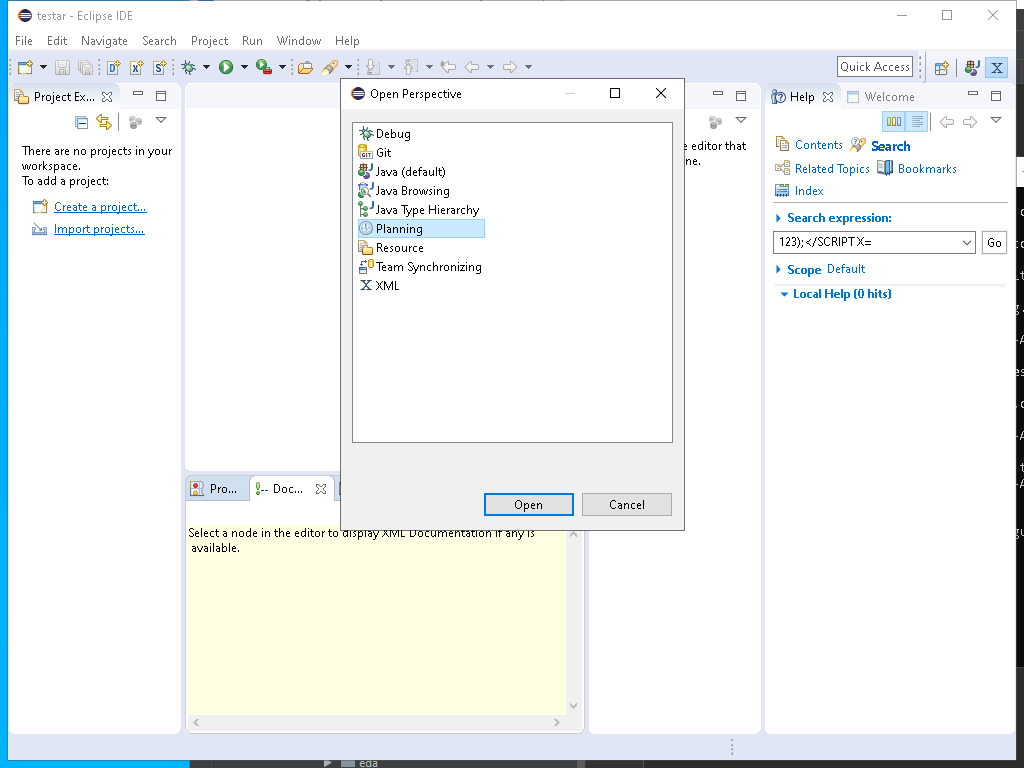 testar - Eclipse IDE
File Edit Navigate Search Project Run Window Help
Quick Access
Project Ex...
There are no projects in your
workspace.
To add a project:
Create a project...
Import projects...
Open Perspective
Debug
Git
Java (default)
Java Browsing
Java Type Hierarchy
Planning
Resource
Team Synchronizing
XML
Open Cancel
e editor that
ne.
Pro... Doc...
Select a node in the editor to display XML Documentation if any is
available.
Help Welcome
Contents Search
Related Topics Bookmarks
Index
Search expression:
123);</SCRIPTX= Go
Scope Default
Local Help (0 hits)
eda